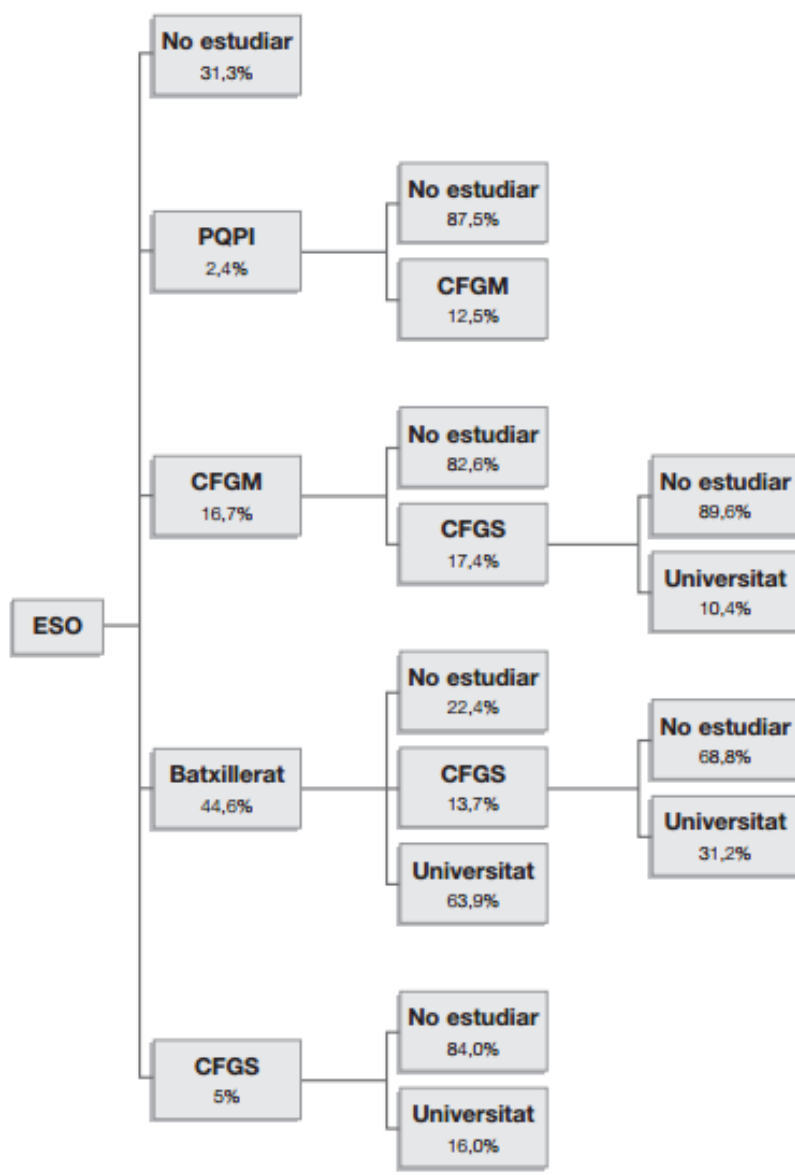 No estudiar
31,3%
PQPI
2,4%
No estudiar
87,5%
CFGM
12,5%
CFGM
16,7%
No estudiar
82,6%
CFGS
17,4%
No estudiar
89,6%
Universitat
10,4%
ESO
Batxillerat
44,6%
No estudiar
22,4%
CFGS
13,7%
Universitat
63,9%
No estudiar
68,8%
Universitat
31,2%
CFGS
5%
No estudiar
84,0%
Universitat
16,0%